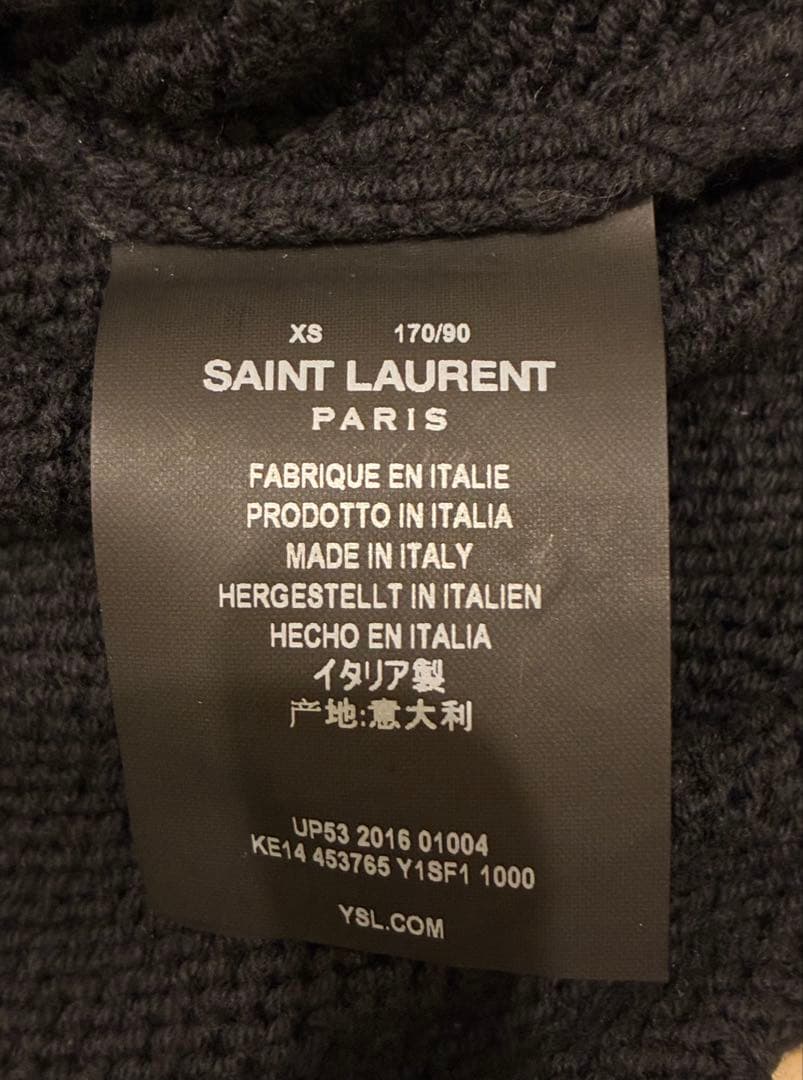 XS 170/90
SAINT LAURENT
PARIS
FABRIQUE EN ITALIE
PRODOTTO IN ITALIA
MADE IN ITALY
HERGESTELLT IN ITALIEN
HECHO EN ITALIA
イタリア製
产地:意大利
UP53 2016 01004
KE14 453765 Y1SF1 1000
YSL.COM